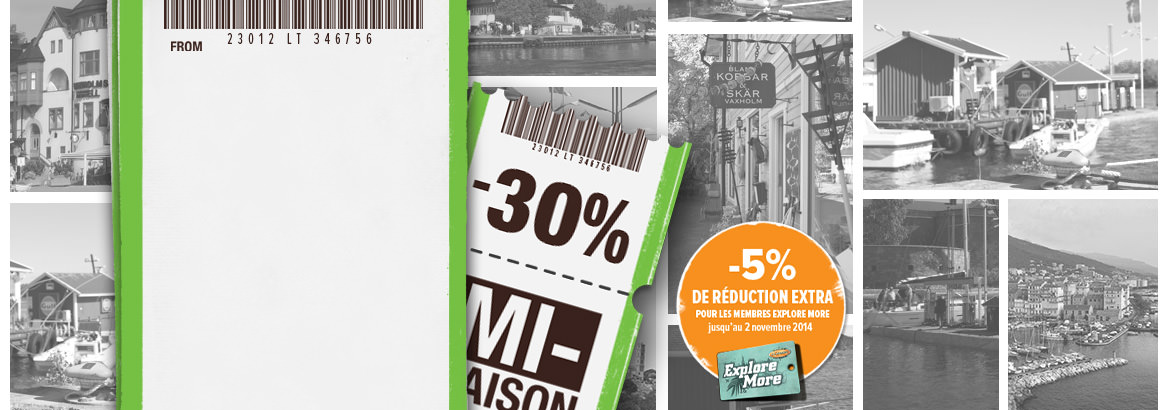 23012 LT 346756
FROM
23012 LT 346756
-30%
MI-
AISON
BLAMJ
KORSAR
&
SKÄR
VAXHOLM
-5%
DE RÉDUCTION EXTRA
POUR LES MEMBRES EXPLORE MORE
jusqu'au 2 novembre 2014
Explore
More